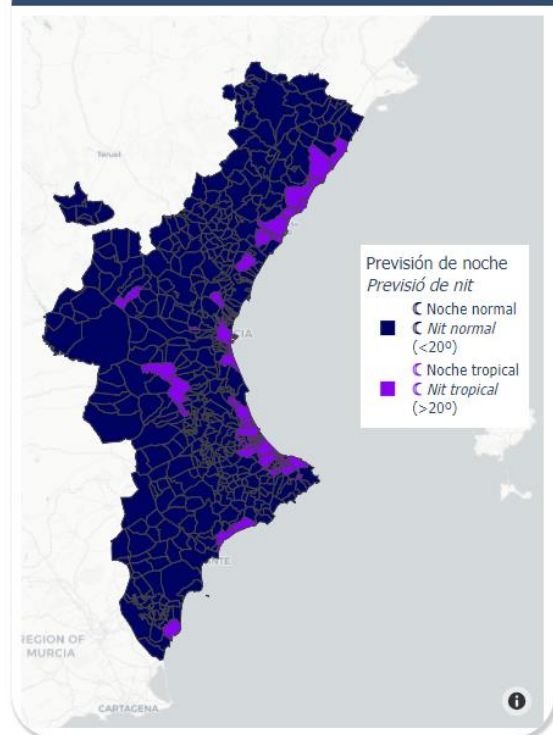 Teruel
Previsión de noche
Previsió de nit
Noche normal
Nit normal
(<20º)
Noche tropical
Nit tropical
(>20º)
REGION OF
MURCIA
CARTAGENA